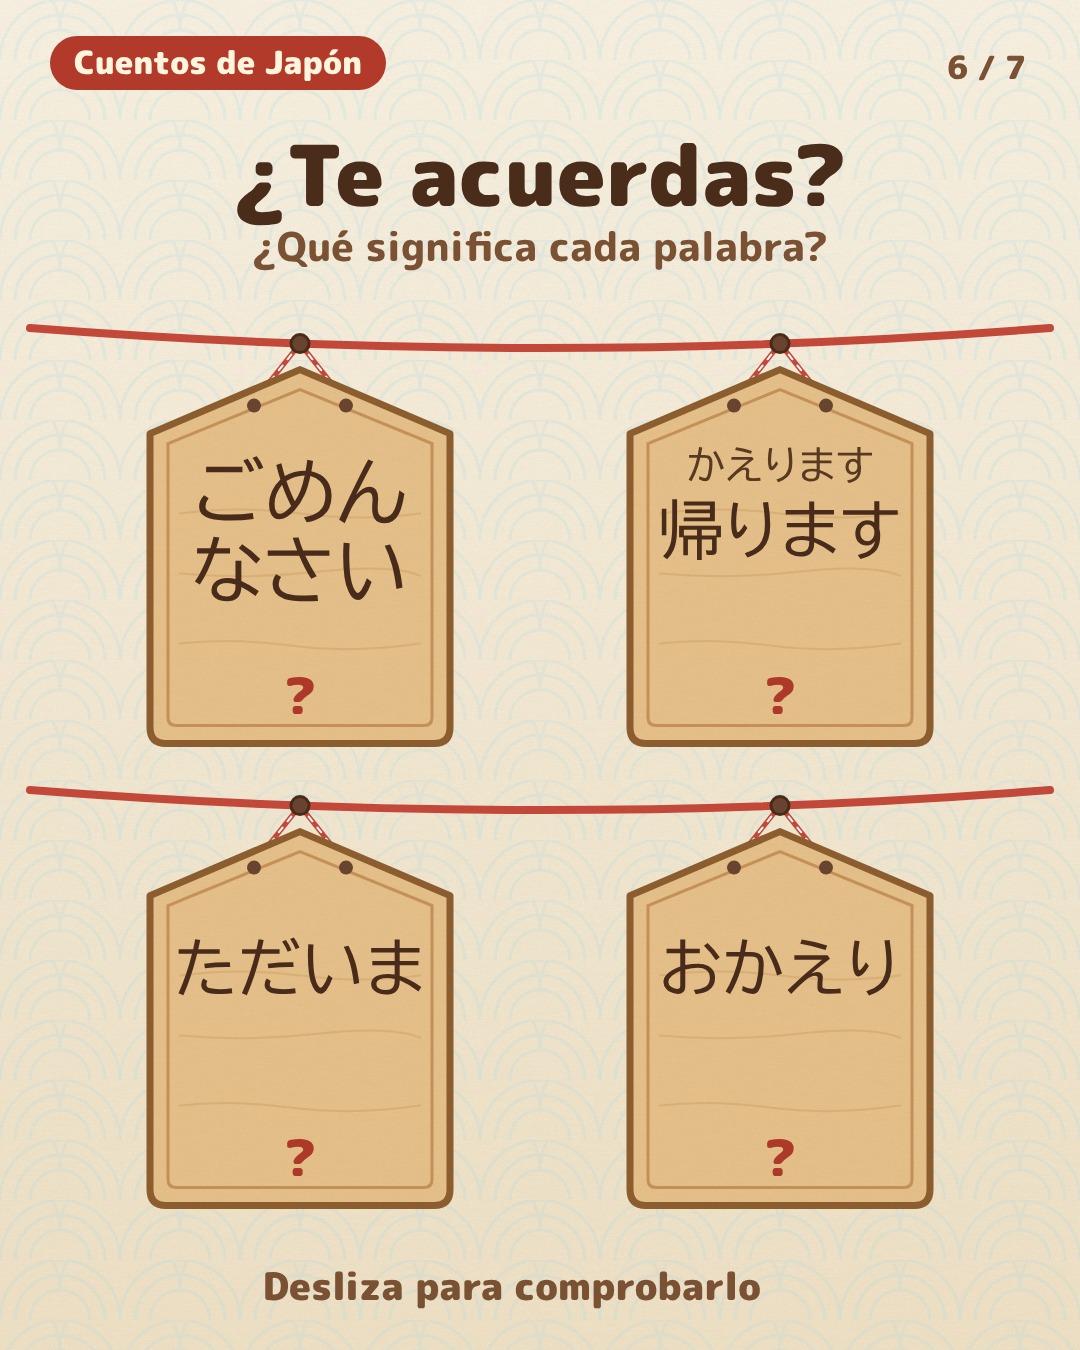 Cuentos de Japón
6 / 7
¿Te acuerdas?
¿Qué significa cada palabra?
ごめん
なさい
?
かえります
帰ります
?
ただいま
?
おかえり
?
Desliza para comprobarlo